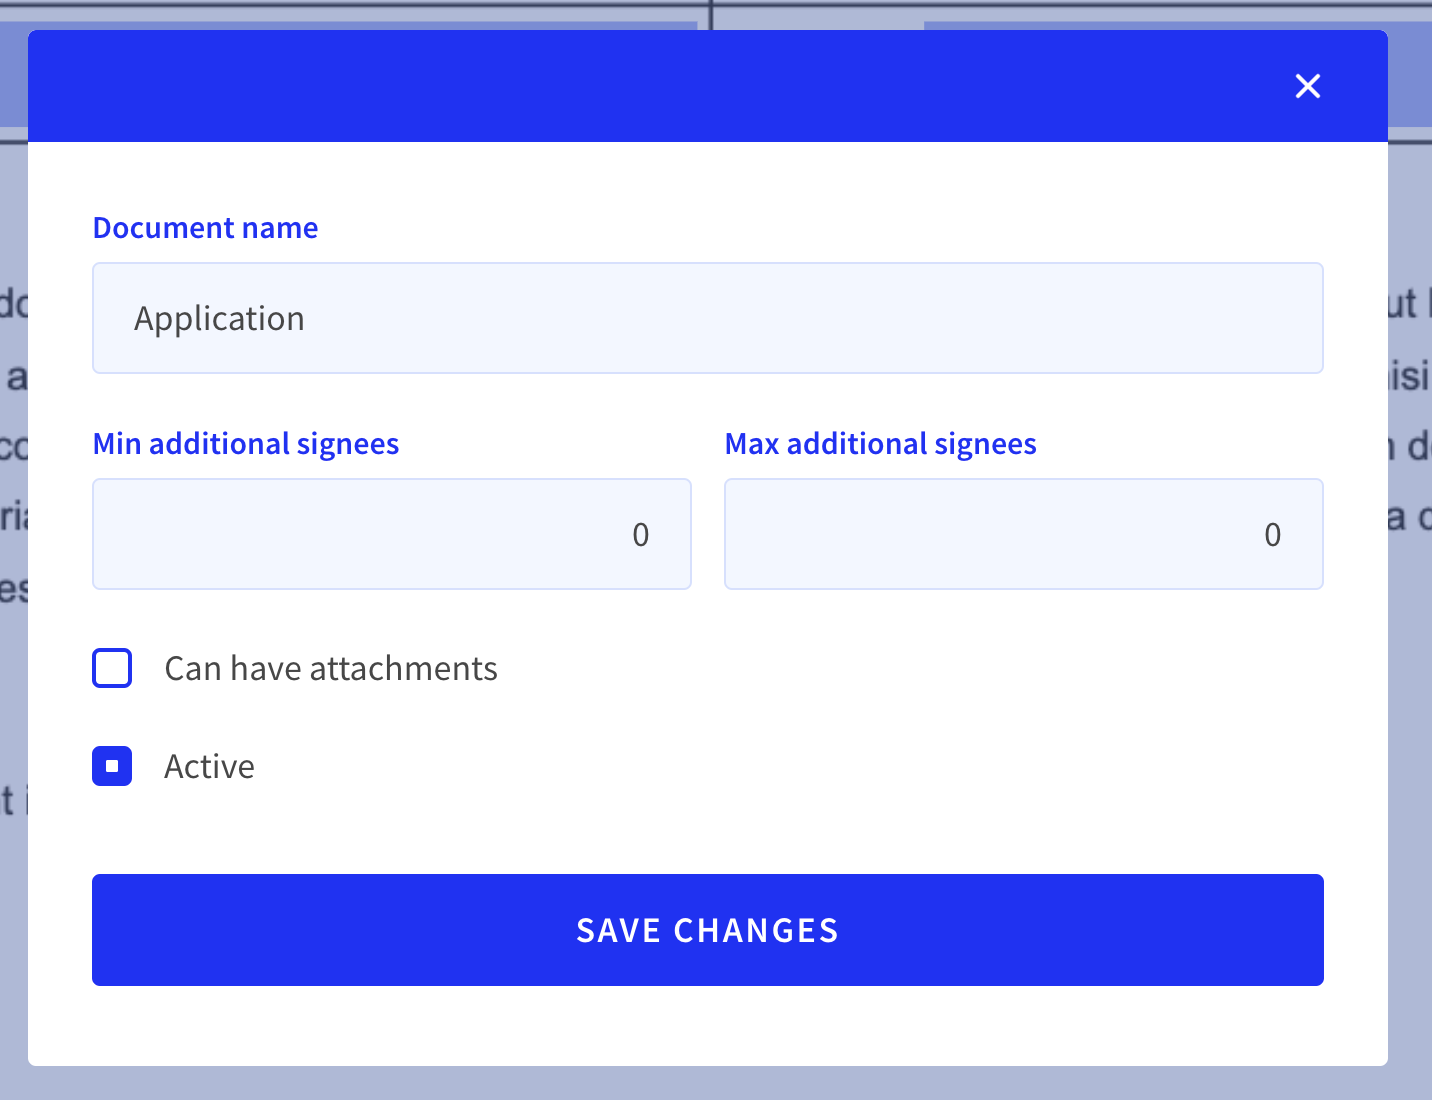 Document name
Application
Min additional signees
Max additional signees
0
0
Can have attachments
Active
SAVE CHANGES